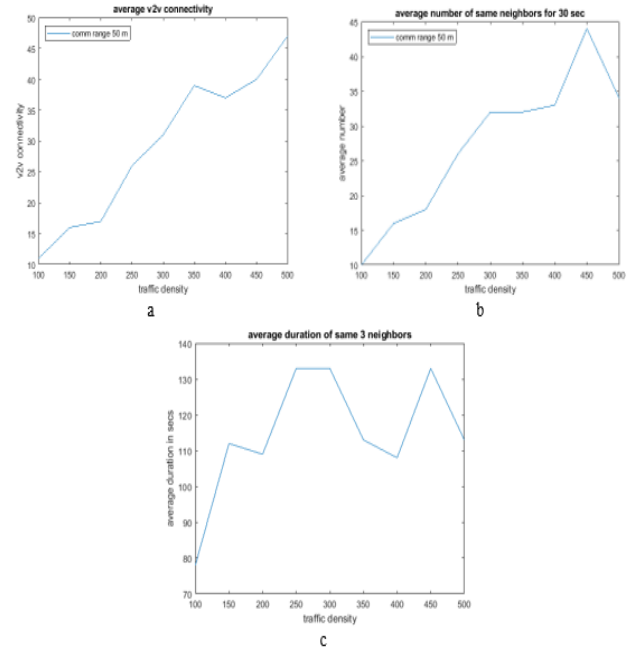 average v2v connectivity
comm range 50 m
50
45
40
35
30
25
20
15
10
v2v connectivity
100 150 200 250 300 350 400 450 500
traffic density
a
average number of same neighbors for 30 sec
comm range 50 m
45
40
35
30
25
20
15
10
average number
100 150 200 250 300 350 400 450 500
traffic density
b
average duration of same 3 neighbors
140
130
120
110
100
90
80
70
average duration in secs
100 150 200 250 300 350 400 450 500
traffic density
c